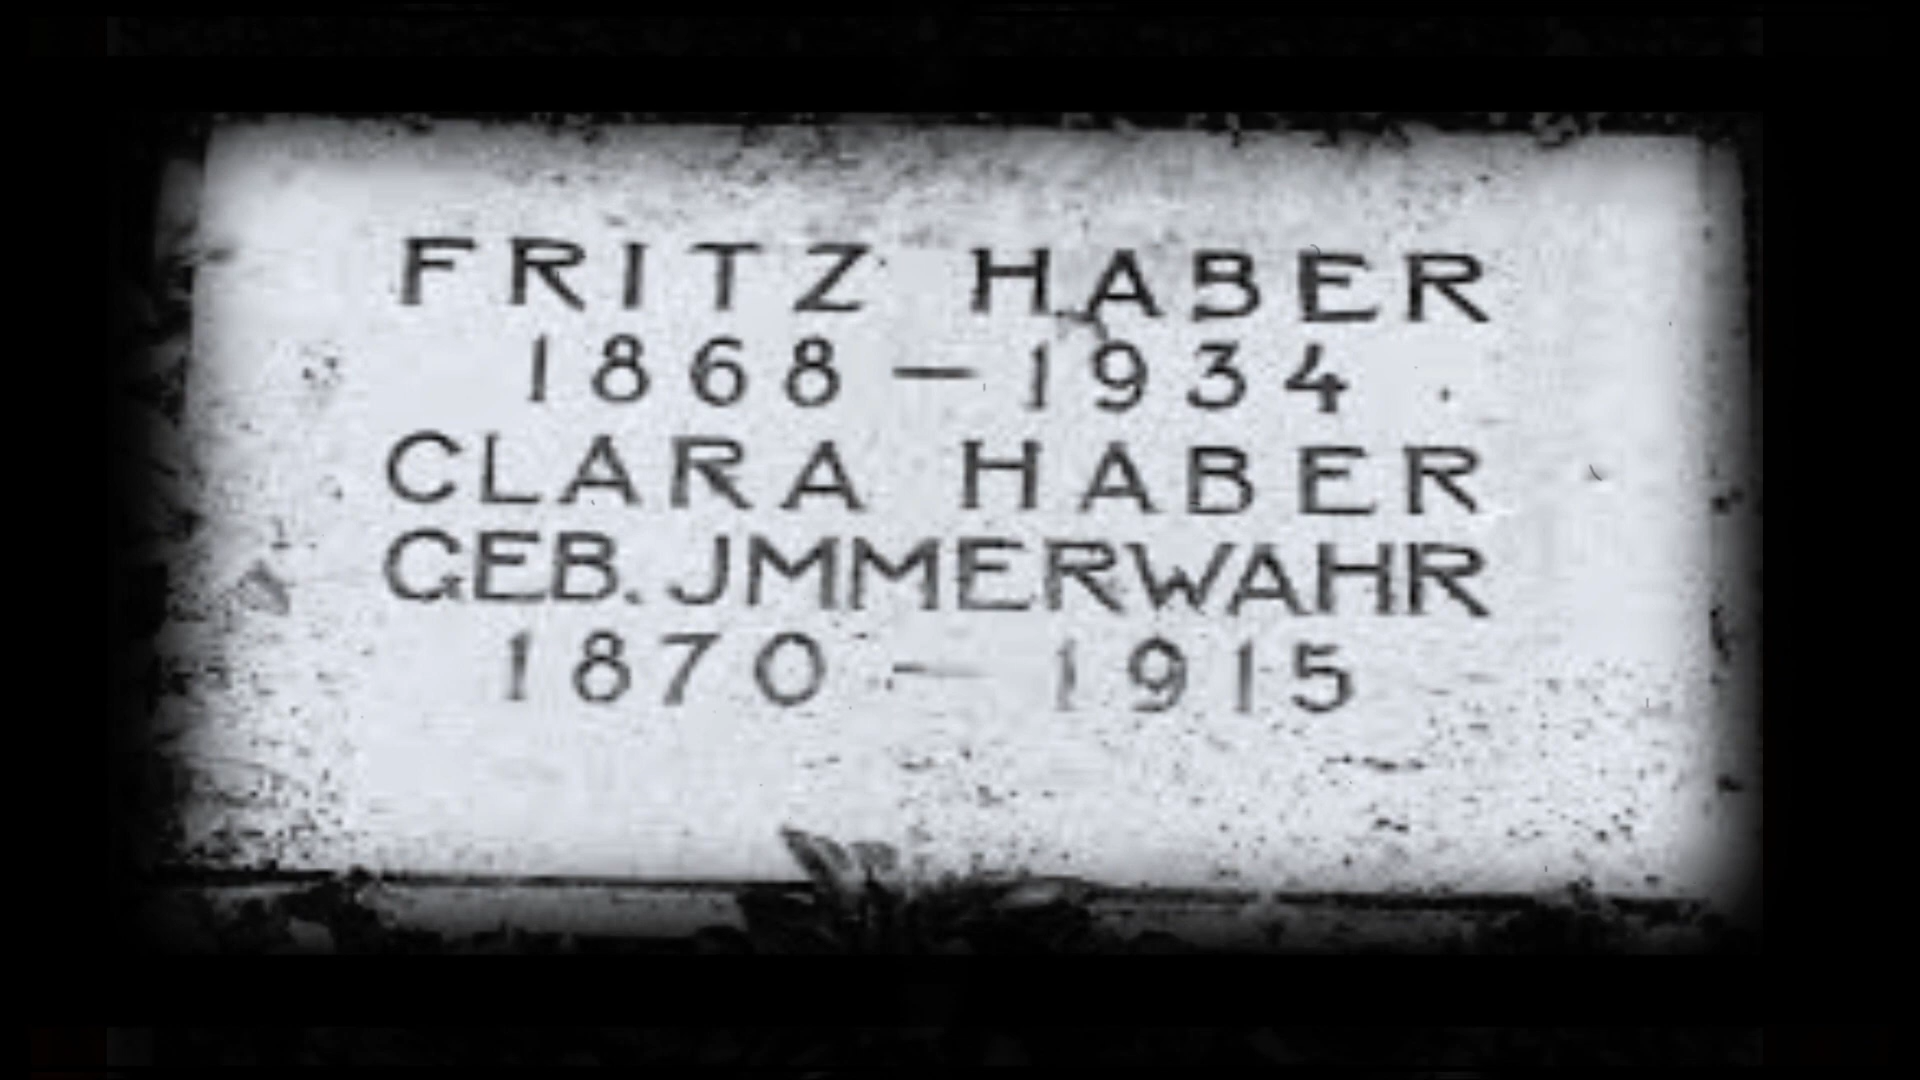 FRITZ HABER
1868 — 1934
CLARA HABER
GEB. JMMERWAHR
1870 — 1915